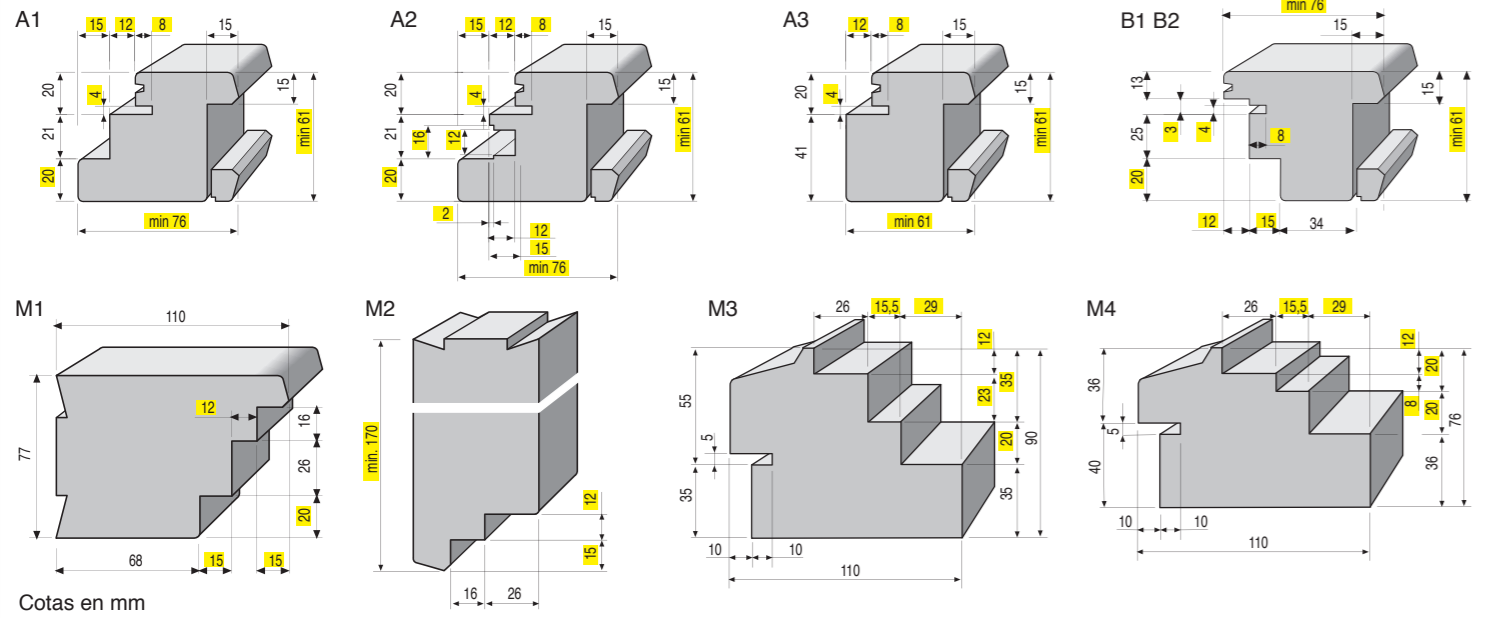 A1
15 12 8 15
20 4 15
21 min 61
20
min 76
A2
15 12 8 15
20 4 15
21 16 12 min 61
20
2 12
15
min 76
A3
12 8 15
20 4 15
41 min 61
min 61
B1 B2
min 76
15
13 15
25 3 4 8 min 61
20
12 15 34
M1
110
12 16
77 26
20
68 15 15
M2
min. 170
12
15
16 26
M3
26 15,5 29
12
55 35
23
5 20 90
35 35
10 10
110
M4
26 15,5 29
12
36 20
8 76
5 20
40 36
10 10
110
Cotas en mm